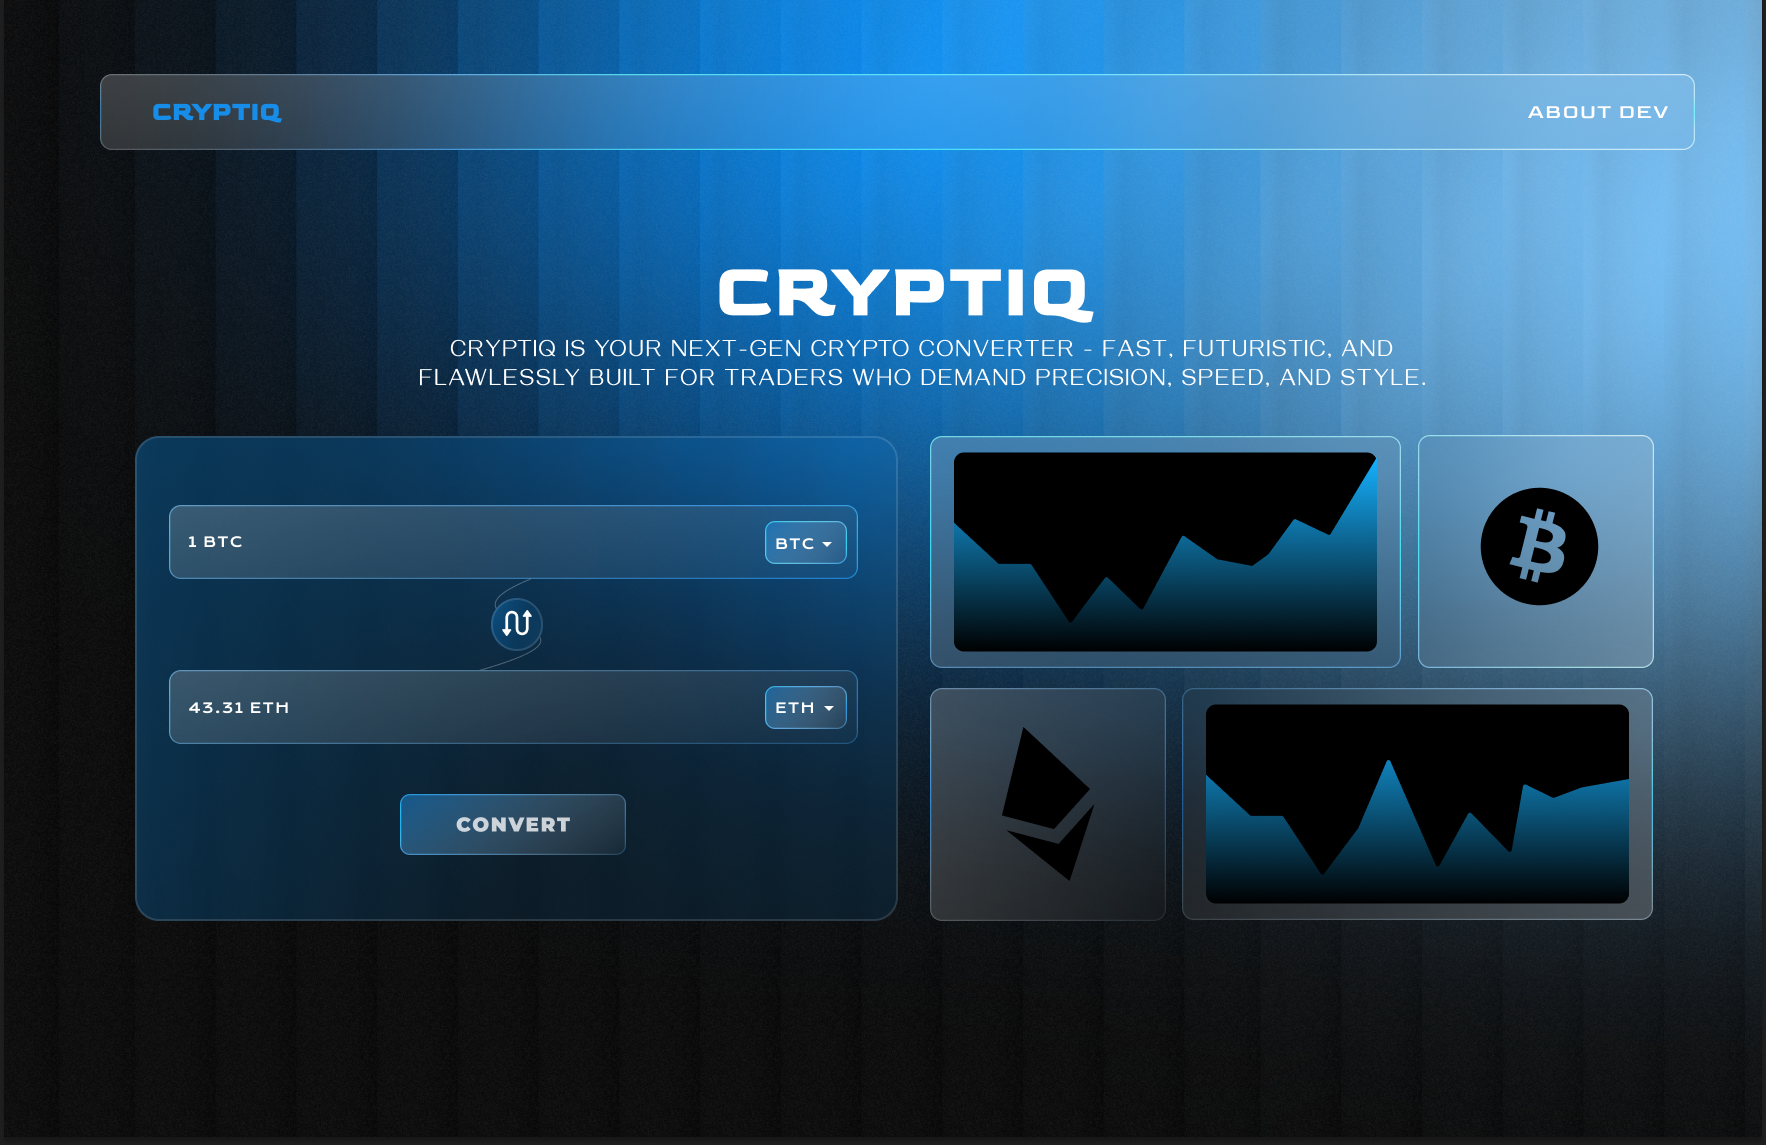 CRYPTIQ
ABOUT DEV
CRYPTIQ
CRYPTIQ IS YOUR NEXT-GEN CRYPTO CONVERTER - FAST, FUTURISTIC, AND
FLAWLESSLY BUILT FOR TRADERS WHO DEMAND PRECISION, SPEED, AND STYLE.
1 BTC
BTC
43.31 ETH
ETH
CONVERT